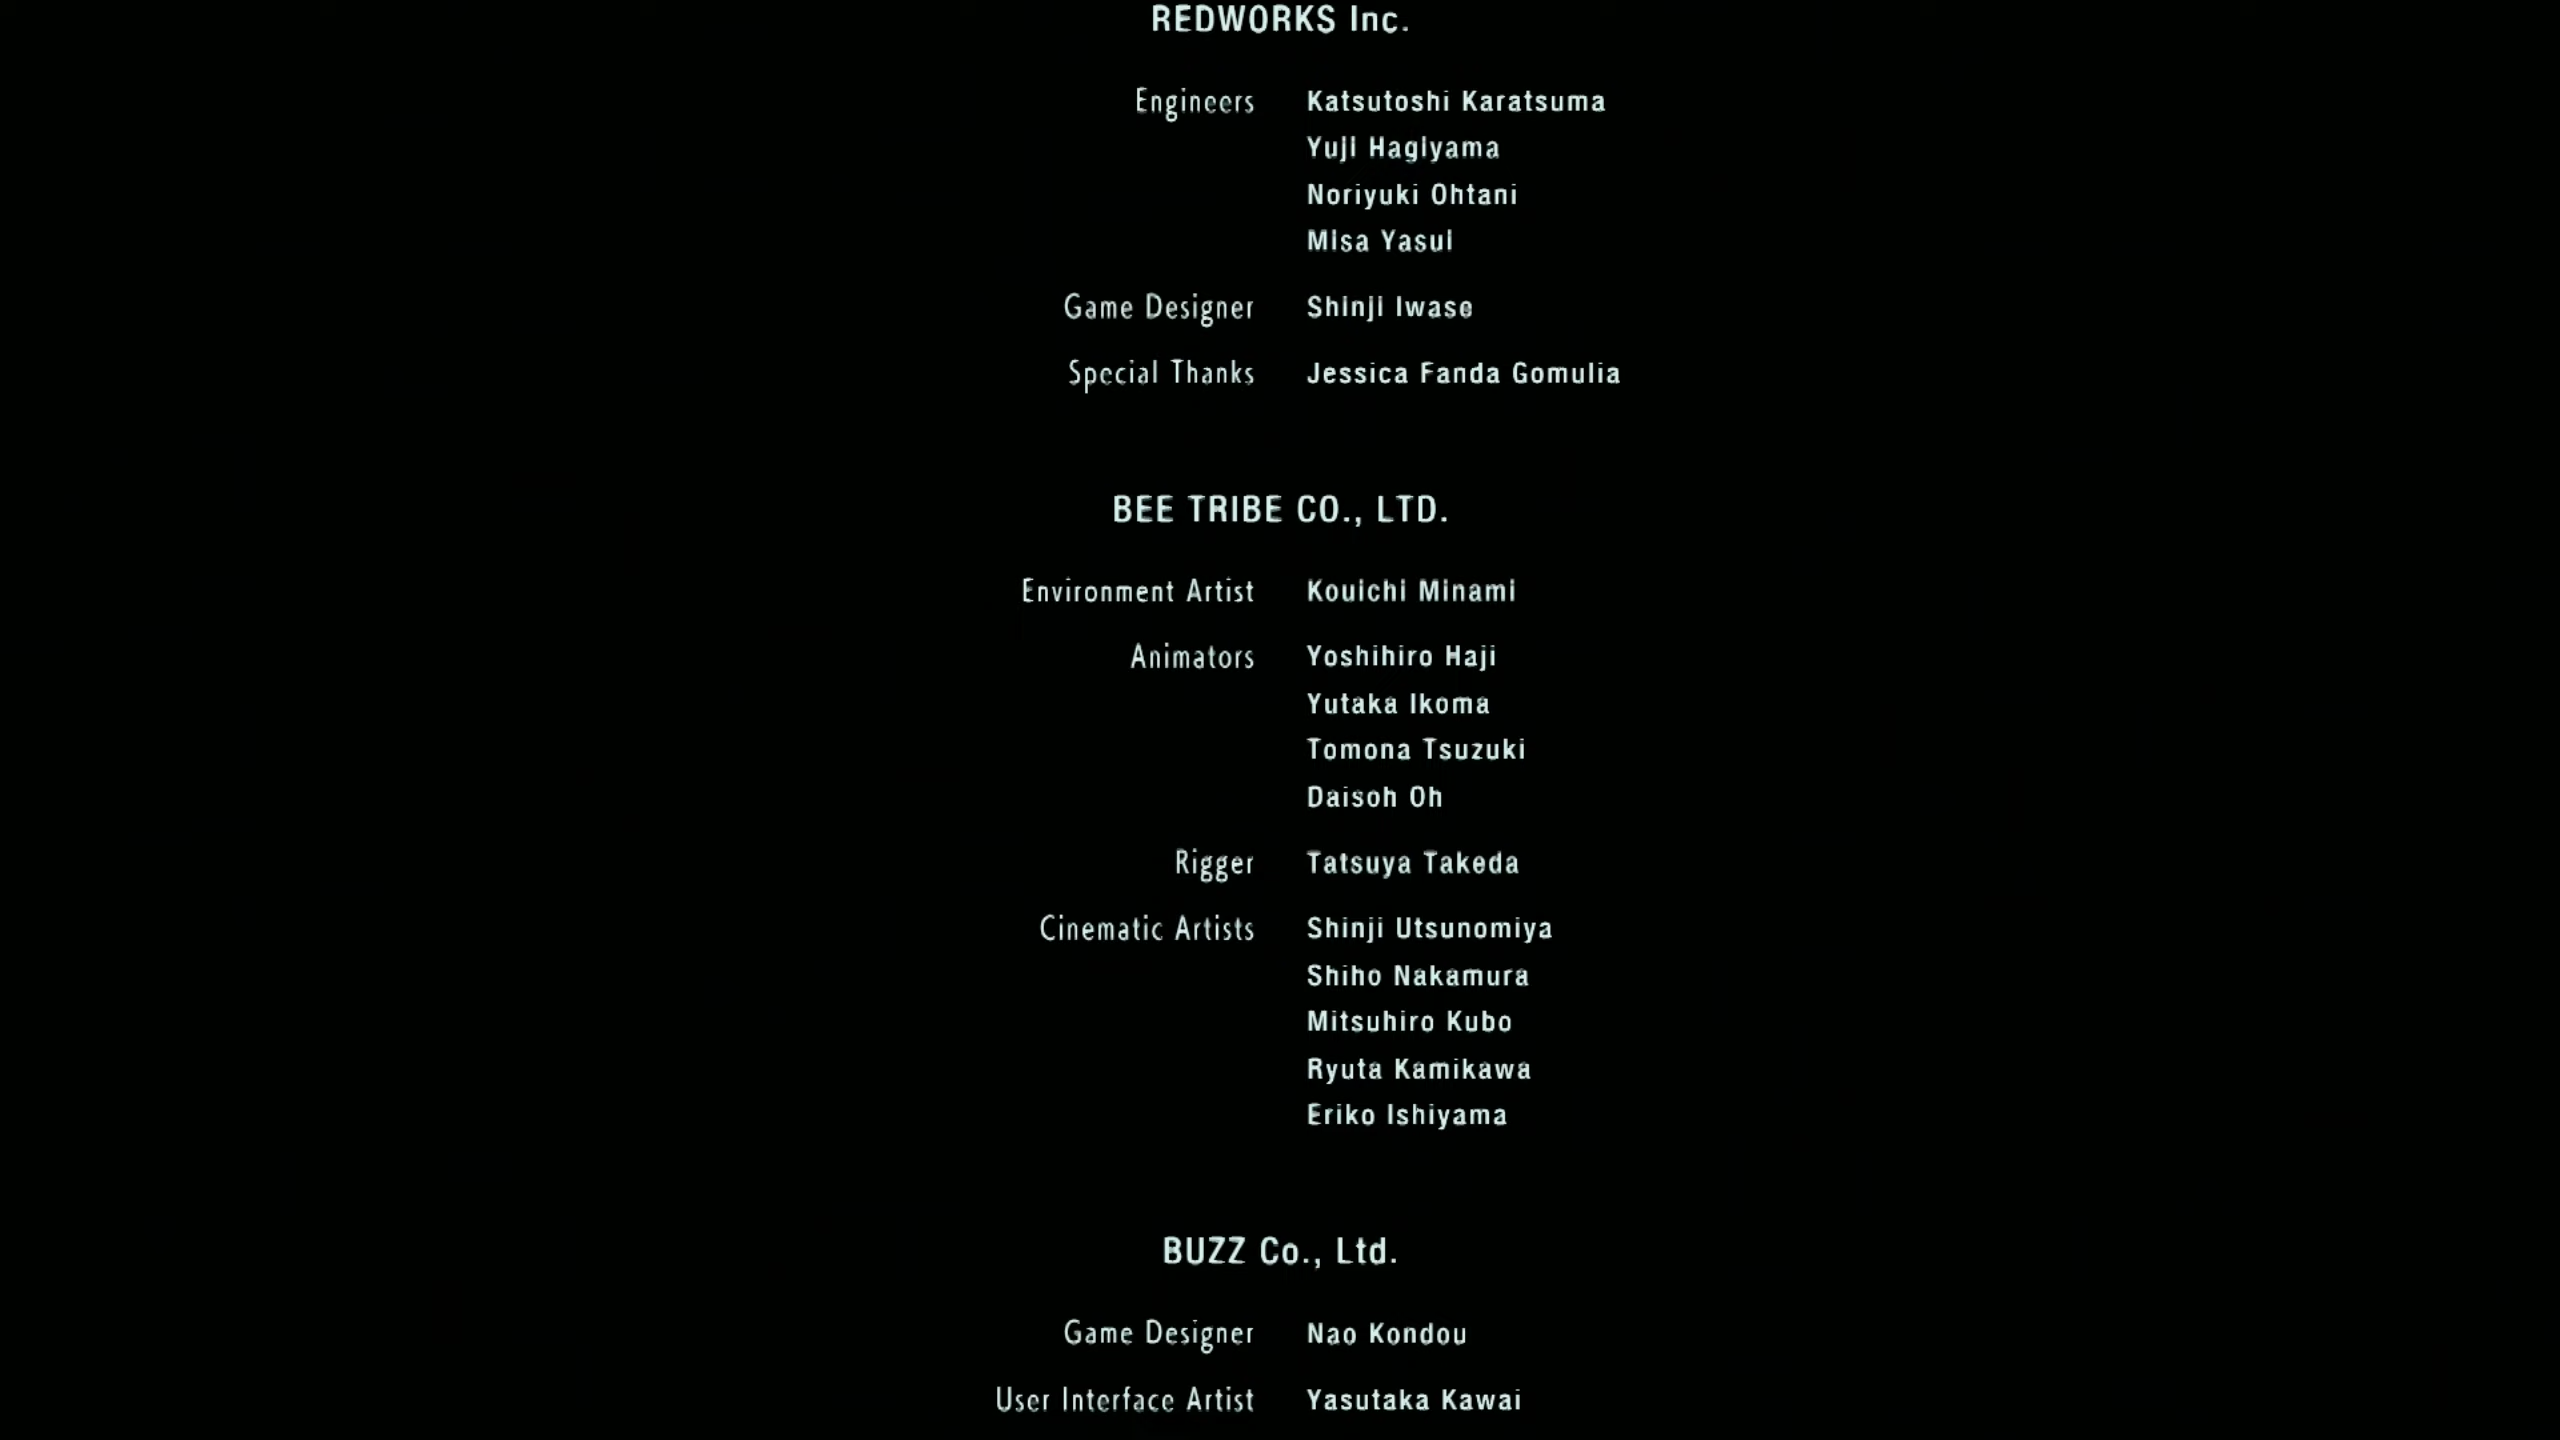 REDWORKS Inc.
Engineers Katsutoshi Karatsuma
Yuji Hagiyama
Noriyuki Ohtani
Misa Yasui
Game Designer Shinji Iwase
Special Thanks Jessica Fanda Gomulia
BEE TRIBE CO., LTD.
Environment Artist Kouichi Minami
Animators Yoshihiro Haji
Yutaka Ikoma
Tomona Tsuzuki
Daisoh Oh
Rigger Tatsuya Takeda
Cinematic Artists Shinji Utsunomiya
Shiho Nakamura
Mitsuhiro Kubo
Ryuta Kamikawa
Eriko Ishiyama
BUZZ Co., Ltd.
Game Designer Nao Kondou
User Interface Artist Yasutaka Kawai